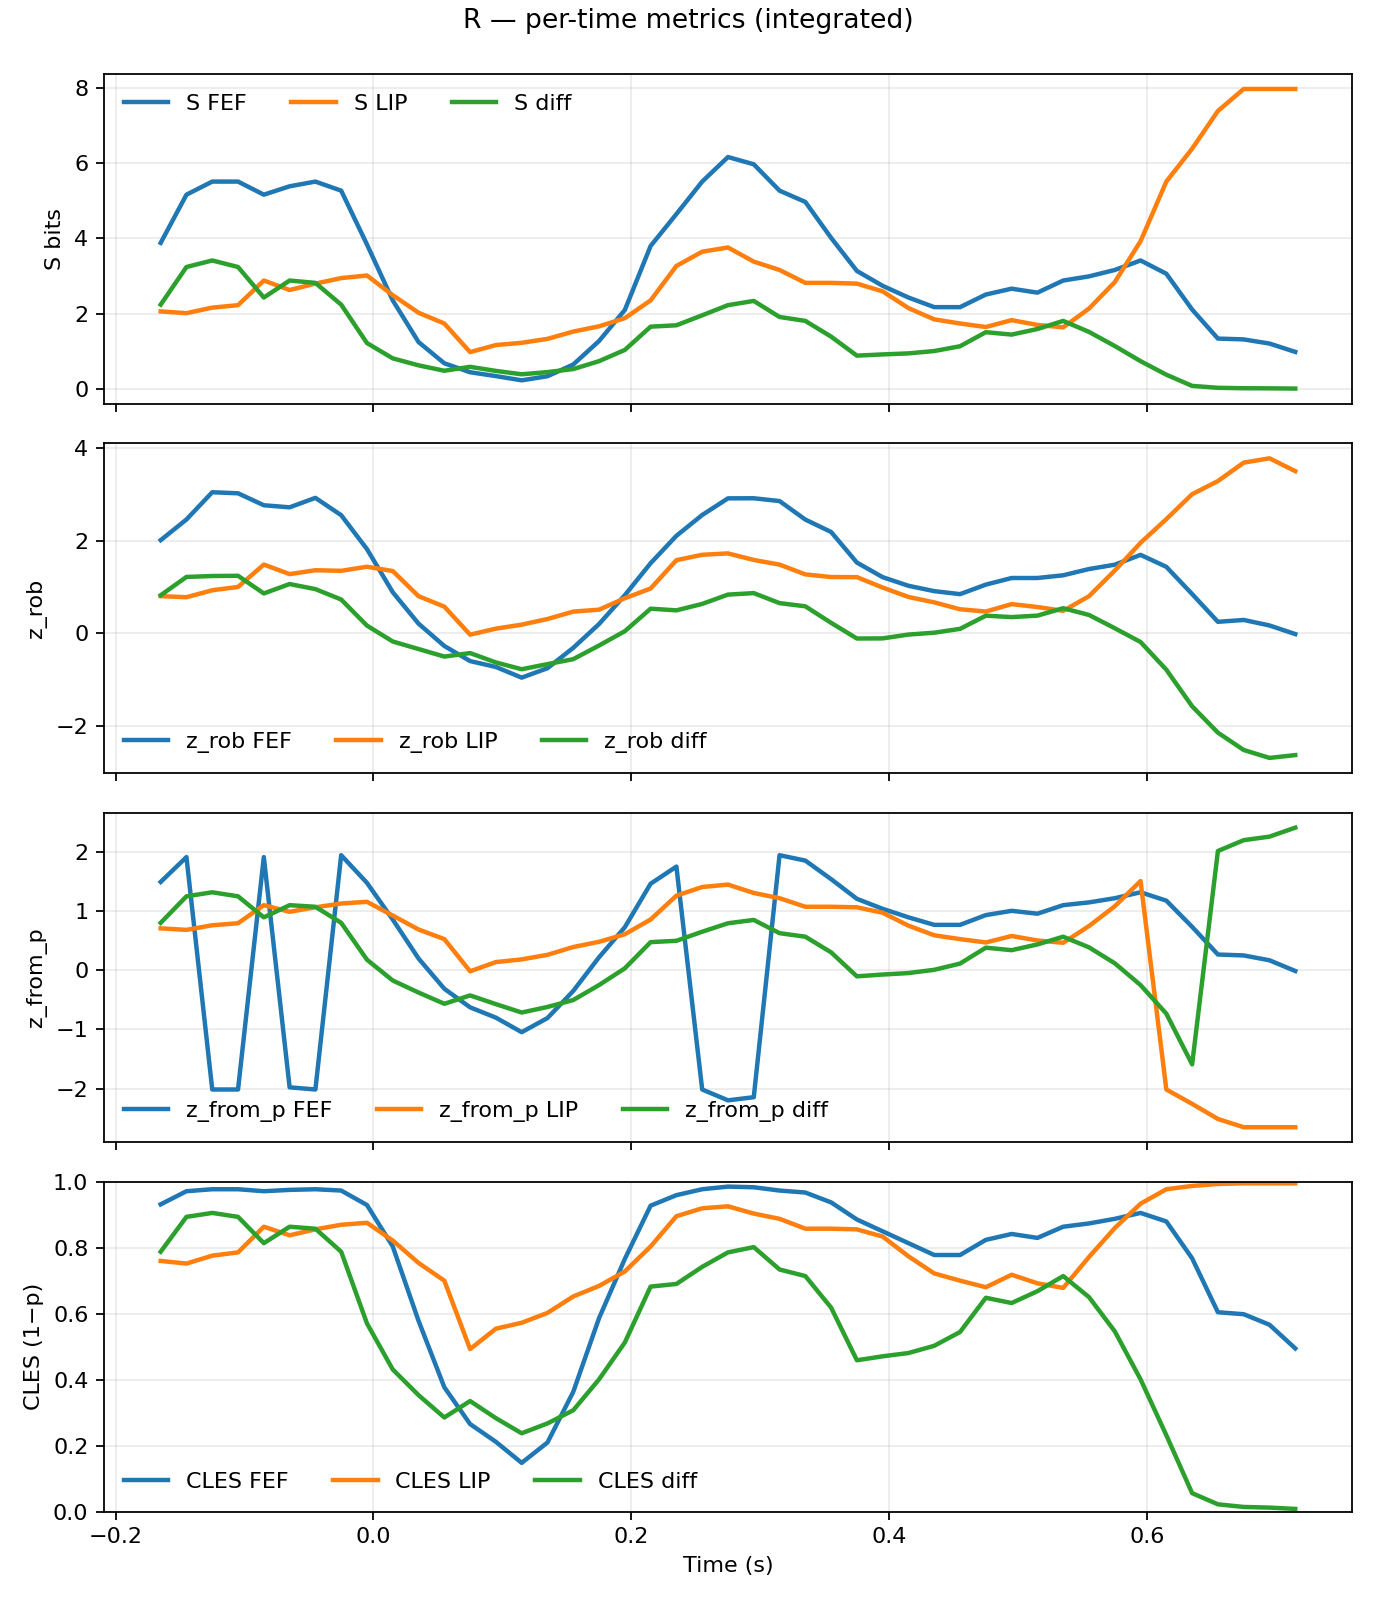 R — per-time metrics (integrated)
8
6
4
2
0
S bits
S FEF S LIP S diff
4
2
0
−2
z_rob
z_rob FEF z_rob LIP z_rob diff
2
1
0
−1
−2
z_from_p
z_from_p FEF z_from_p LIP z_from_p diff
1.0
0.8
0.6
0.4
0.2
0.0
CLES (1−p)
CLES FEF CLES LIP CLES diff
−0.2 0.0 0.2 0.4 0.6
Time (s)